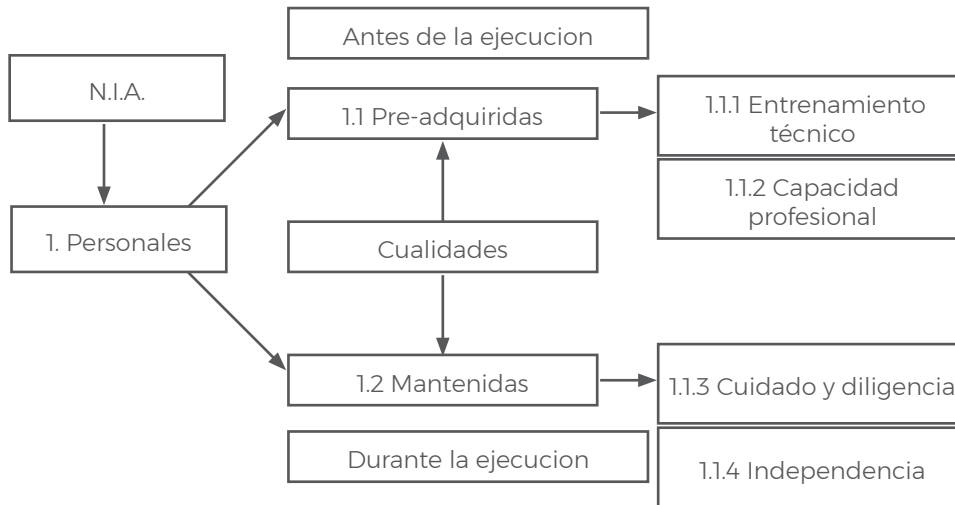 Antes de la ejecucion
N.I.A.
1.1 Pre-adquiridas
1.1.1 Entrenamiento
técnico
1.1.2 Capacidad
profesional
1. Personales
Cualidades
1.2 Mantenidas
1.1.3 Cuidado y diligencia
Durante la ejecucion
1.1.4 Independencia